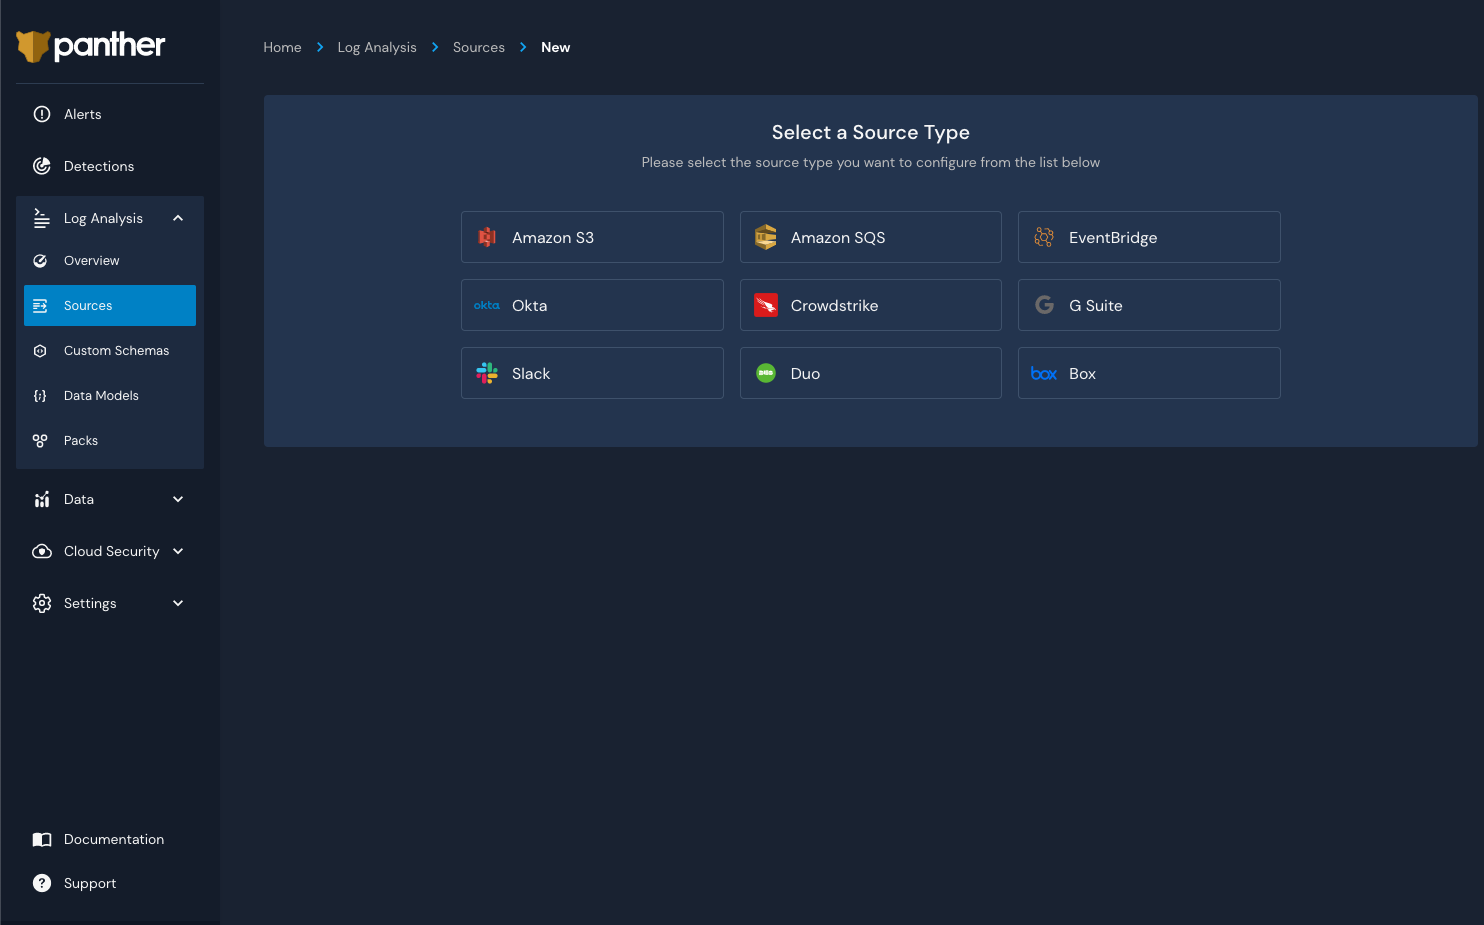 panther
Home > Log Analysis > Sources > New
Alerts
Detections
Log Analysis
Overview
Sources
Custom Schemas
Data Models
Packs
Data
Cloud Security
Settings
Documentation
Support
Select a Source Type
Please select the source type you want to configure from the list below
Amazon S3
Amazon SQS
EventBridge
okta Okta
Crowdstrike
G G Suite
Slack
Duo
box Box